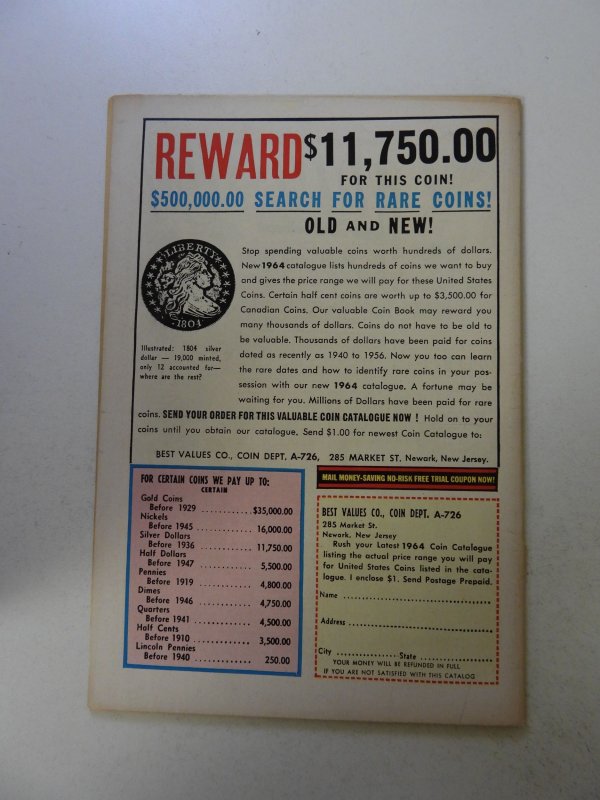 REWARD $11,750.00
FOR THIS COIN!
$500,000.00 SEARCH FOR RARE COINS!
OLD AND NEW!
LIBERTY
1804
Stop spending valuable coins worth hundreds of dollars.
New 1964 catalogue lists hundreds of coins we want to buy
and gives the price range we will pay for these United States
Coins. Certain half cent coins are worth up to $3,500.00 for
Canadian Coins. Our valuable Coin Book may reward you
many thousands of dollars. Coins do not have to be old to
be valuable. Thousands of dollars have been paid for coins
dated as recently as 1940 to 1956. Now you too can learn
the rare dates and how to identify rare coins in your pos-
session with our new 1964 catalogue. A fortune may be
waiting for you. Millions of Dollars have been paid for rare
coins. SEND YOUR ORDER FOR THIS VALUABLE COIN CATALOGUE NOW ! Hold on to your
coins until you obtain our catalogue. Send $1.00 for newest Coin Catalogue to:
Illustrated: 1804 silver
dollar — 19,000 minted,
only 12 accounted for—
where are the rest?
BEST VALUES CO., COIN DEPT. A-726, 285 MARKET ST. Newark, New Jersey.
FOR CERTAIN COINS WE PAY UP TO:
CERTAIN
Gold Coins
Before 1929 ............$35,000.00
Nickels
Before 1945 ............ 16,000.00
Silver Dollars
Before 1936 ............ 11,750.00
Half Dollars
Before 1947 ............ 5,500.00
Pennies
Before 1919 ............ 4,800.00
Dimes
Before 1946 ............ 4,750.00
Quarters
Before 1941 ............ 4,500.00
Half Cents
Before 1910 ............ 3,500.00
Lincoln Pennies
Before 1940 ............ 250.00
MAIL MONEY-SAVING NO-RISK FREE TRIAL COUPON NOW!
BEST VALUES CO., COIN DEPT. A-726
285 Market St.
Newark, New Jersey
Rush your Latest 1964 Coin Catalogue
listing the actual price range you will pay
for United States Coins listed in the cata-
logue. I enclose $1. Send Postage Prepaid.
Name ............
Address ............
City ............ State ............
YOUR MONEY WILL BE REFUNDED IN FULL
IF YOU ARE NOT SATISFIED WITH THIS CATALOG